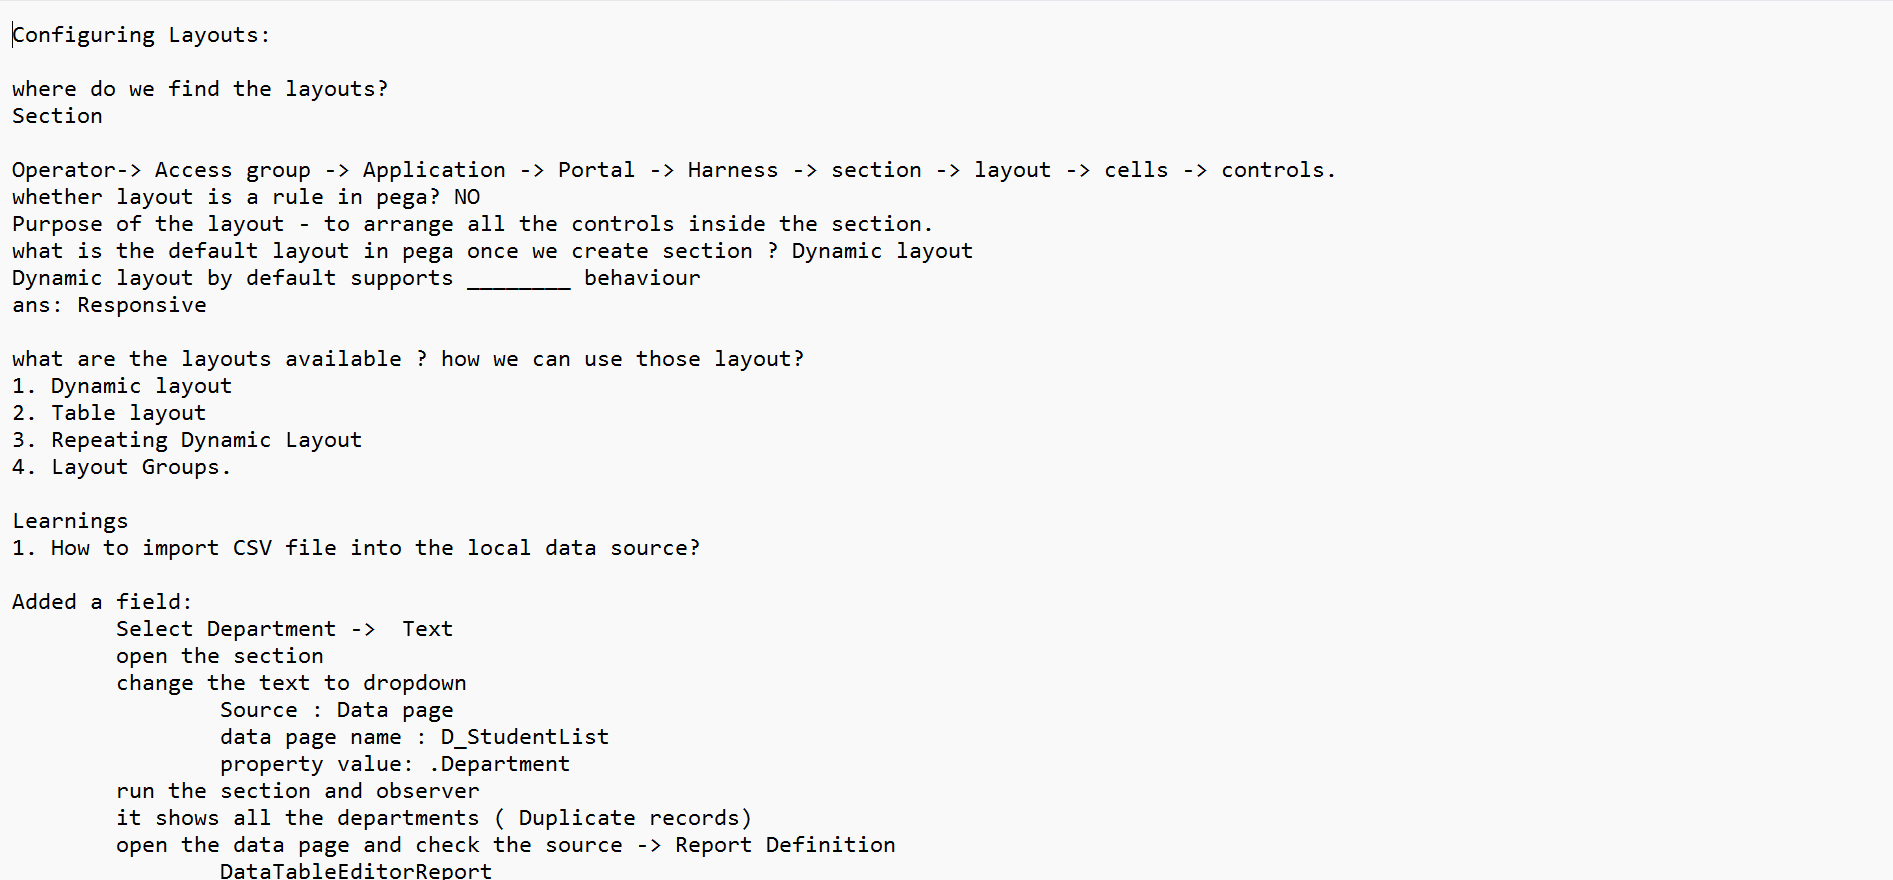 Configuring Layouts:
where do we find the layouts?
Section
Operator-> Access group -> Application -> Portal -> Harness -> section -> layout -> cells -> controls.
whether layout is a rule in pega? NO
Purpose of the layout - to arrange all the controls inside the section.
what is the default layout in pega once we create section ? Dynamic layout
Dynamic layout by default supports ________ behaviour
ans: Responsive
what are the layouts available ? how we can use those layout?
1. Dynamic layout
2. Table layout
3. Repeating Dynamic Layout
4. Layout Groups.
Learnings
1. How to import CSV file into the local data source?
Added a field:
Select Department ->  Text
open the section
change the text to dropdown
Source : Data page
data page name : D_StudentList
property value: .Department
run the section and observer
it shows all the departments ( Duplicate records)
open the data page and check the source -> Report Definition
DataTableEditorReport